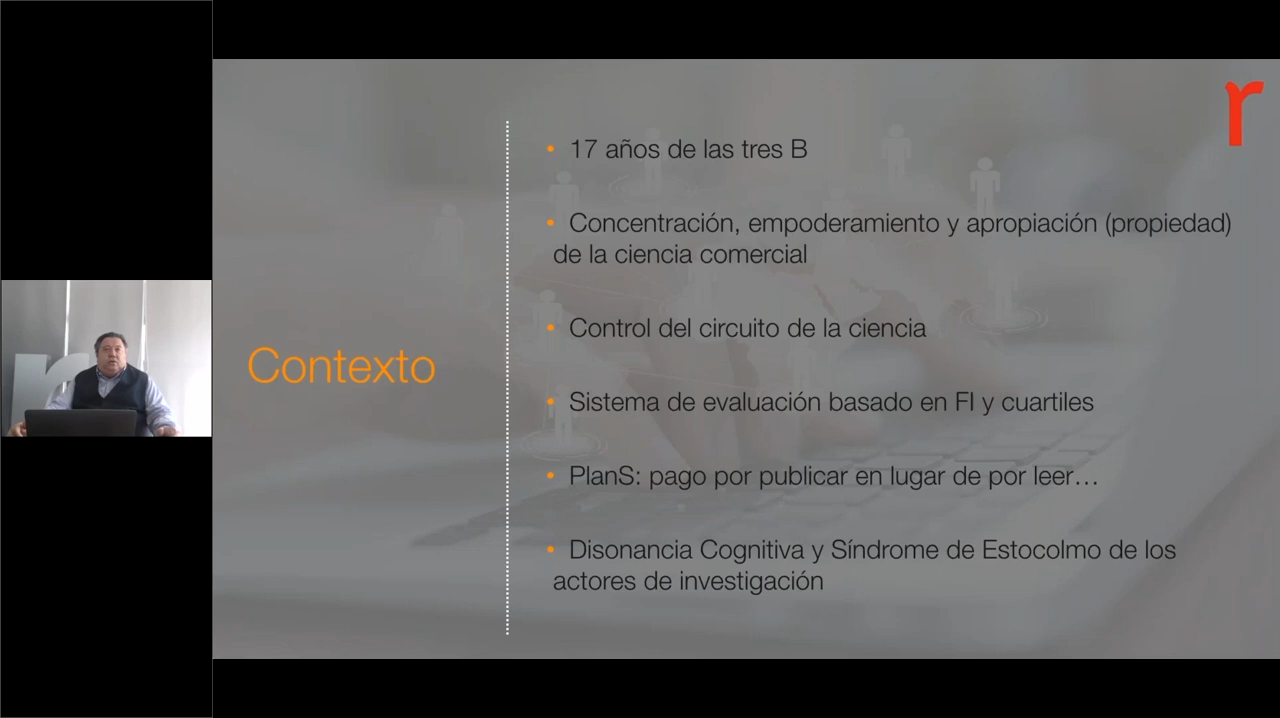 r
Contexto
• 17 años de las tres B
• Concentración, empoderamiento y apropiación (propiedad)
de la ciencia comercial
• Control del circuito de la ciencia
• Sistema de evaluación basado en FI y cuartiles
• PlanS: pago por publicar en lugar de por leer…
• Disonancia Cognitiva y Síndrome de Estocolmo de los
actores de investigación